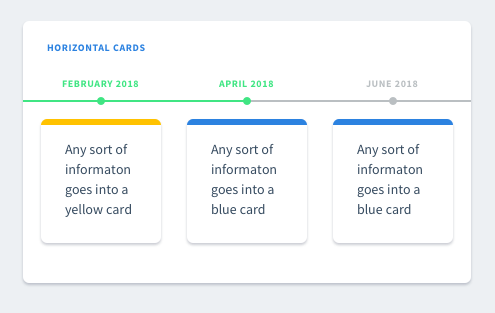 HORIZONTAL CARDS
FEBRUARY 2018
APRIL 2018
JUNE 2018
Any sort of
informaton
goes into a
yellow card
Any sort of
informaton
goes into a
blue card
Any sort of
informaton
goes into a
blue card